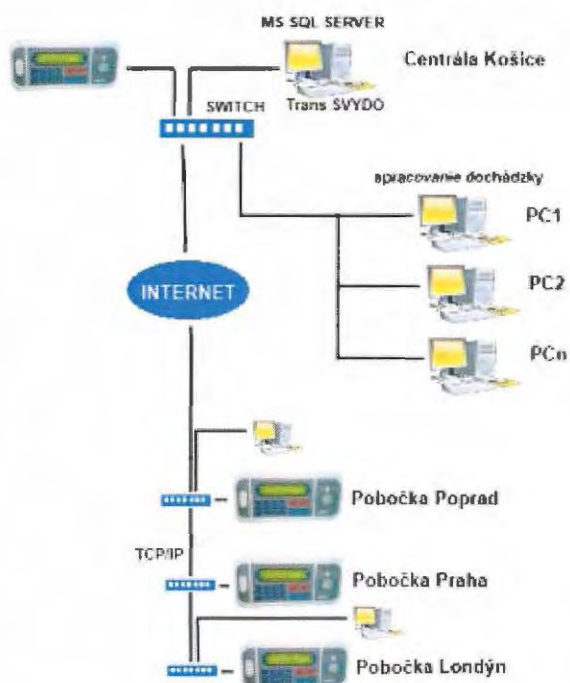 MS SQL SERVER
Centrála Košice
SWITCH
Trans SVYDO
spracovanie dochádzky
PC1
INTERNET
PC2
PCn
Pobočka Poprad
TCP/IP
Pobočka Praha
Pobočka Londýn